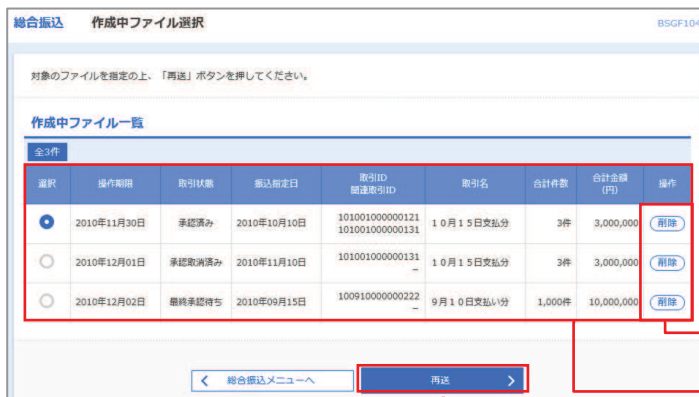 総合振込 作成中ファイル選択 BSGF104
対象のファイルを指定の上、「再送」ボタンを押してください。
作成中ファイル一覧
全3件
選択 操作期限 取引状態 振込指定日 取引ID 取引名 合計件数 合計金額 操作
関連取引ID (円)
2010年11月30日 承認済み 2010年10月10日 101001000000121 10月15日支払分 3件 3,000,000 削除
101001000000131
2010年12月01日 承認取消済み 2010年11月10日 101001000000131 10月15日支払分 3件 3,000,000 削除
–
2010年12月02日 最終承認待ち 2010年09月15日 100910000000222 9月10日支払い分 1,000件 10,000,000 削除
–
総合振込メニューへ 再送